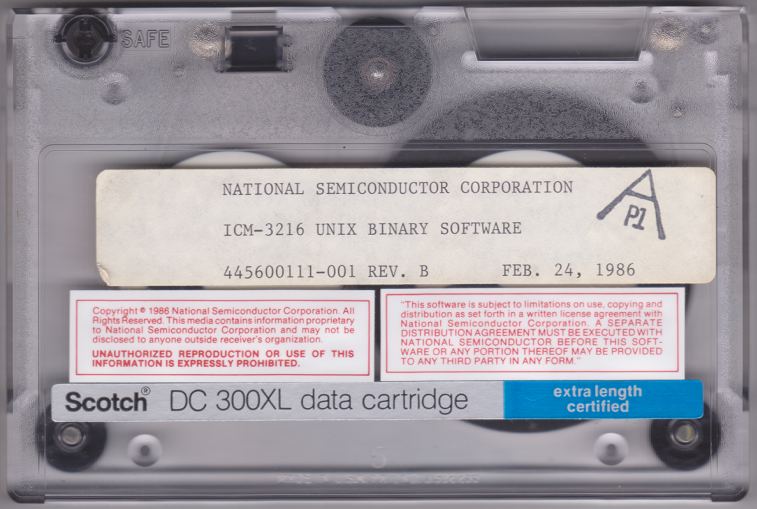 SAFE
NATIONAL SEMICONDUCTOR CORPORATION
ICM-3216 UNIX BINARY SOFTWARE
445600111-001 REV. B FEB. 24, 1986
A
P1
Copyright © 1986 National Semiconductor Corporation. All
Rights Reserved. This media contains information proprietary
to National Semiconductor Corporation and may not be
disclosed to anyone outside receiver's organization.
UNAUTHORIZED REPRODUCTION OR USE OF THIS
INFORMATION IS EXPRESSLY PROHIBITED.
"This software is subject to limitations on use, copying and
distribution as set forth in a written license agreement with
National Semiconductor Corporation. A SEPARATE
DISTRIBUTION AGREEMENT MUST BE EXECUTED WITH
NATIONAL SEMICONDUCTOR BEFORE THIS SOFT-
WARE OR ANY PORTION THEREOF MAY BE PROVIDED
TO ANY THIRD PARTY IN ANY FORM."
Scotch® DC 300XL data cartridge
extra length
certified